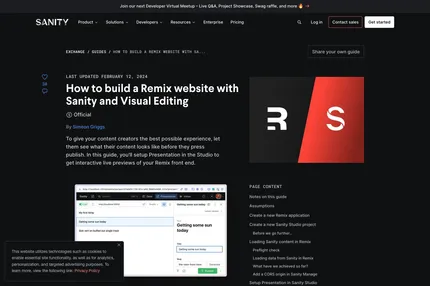 Join our next Developer Virtual Meetup – Live Q&A, Project Showcase, Swag raffle, and more 🔥 →
SANITY
Product
Solutions
Developers
Resources
Enterprise
Pricing
Log in
Contact sales
Get started
EXCHANGE / GUIDES / HOW TO BUILD A REMIX WEBSITE WITH SA...
Share your own guide
LAST UPDATED FEBRUARY 12, 2024
How to build a Remix website with
Sanity and Visual Editing
Official
By Simeon Griggs
To give your content creators the best possible experience, let
them see what their content looks like before they press
publish. In this guide, you'll setup Presentation in the Studio to
get interactive live previews of your Remix front end.
R S
Getting some sun
today
This website utilizes technologies such as cookies to
enable essential site functionality, as well as for analytics,
personalization, and targeted advertising purposes. To
learn more, view the following link: Privacy Policy
PAGE CONTENT
Notes on this guide
Assumptions
Create a new Remix application
Create a new Sanity Studio project
Before you go further...
Loading Sanity content in Remix
Preflight check
Loading data from Sanity in Remix
What have we achieved so far?
Add a CORS origin in Sanity Manage
Setup Presentation in Sanity Studio